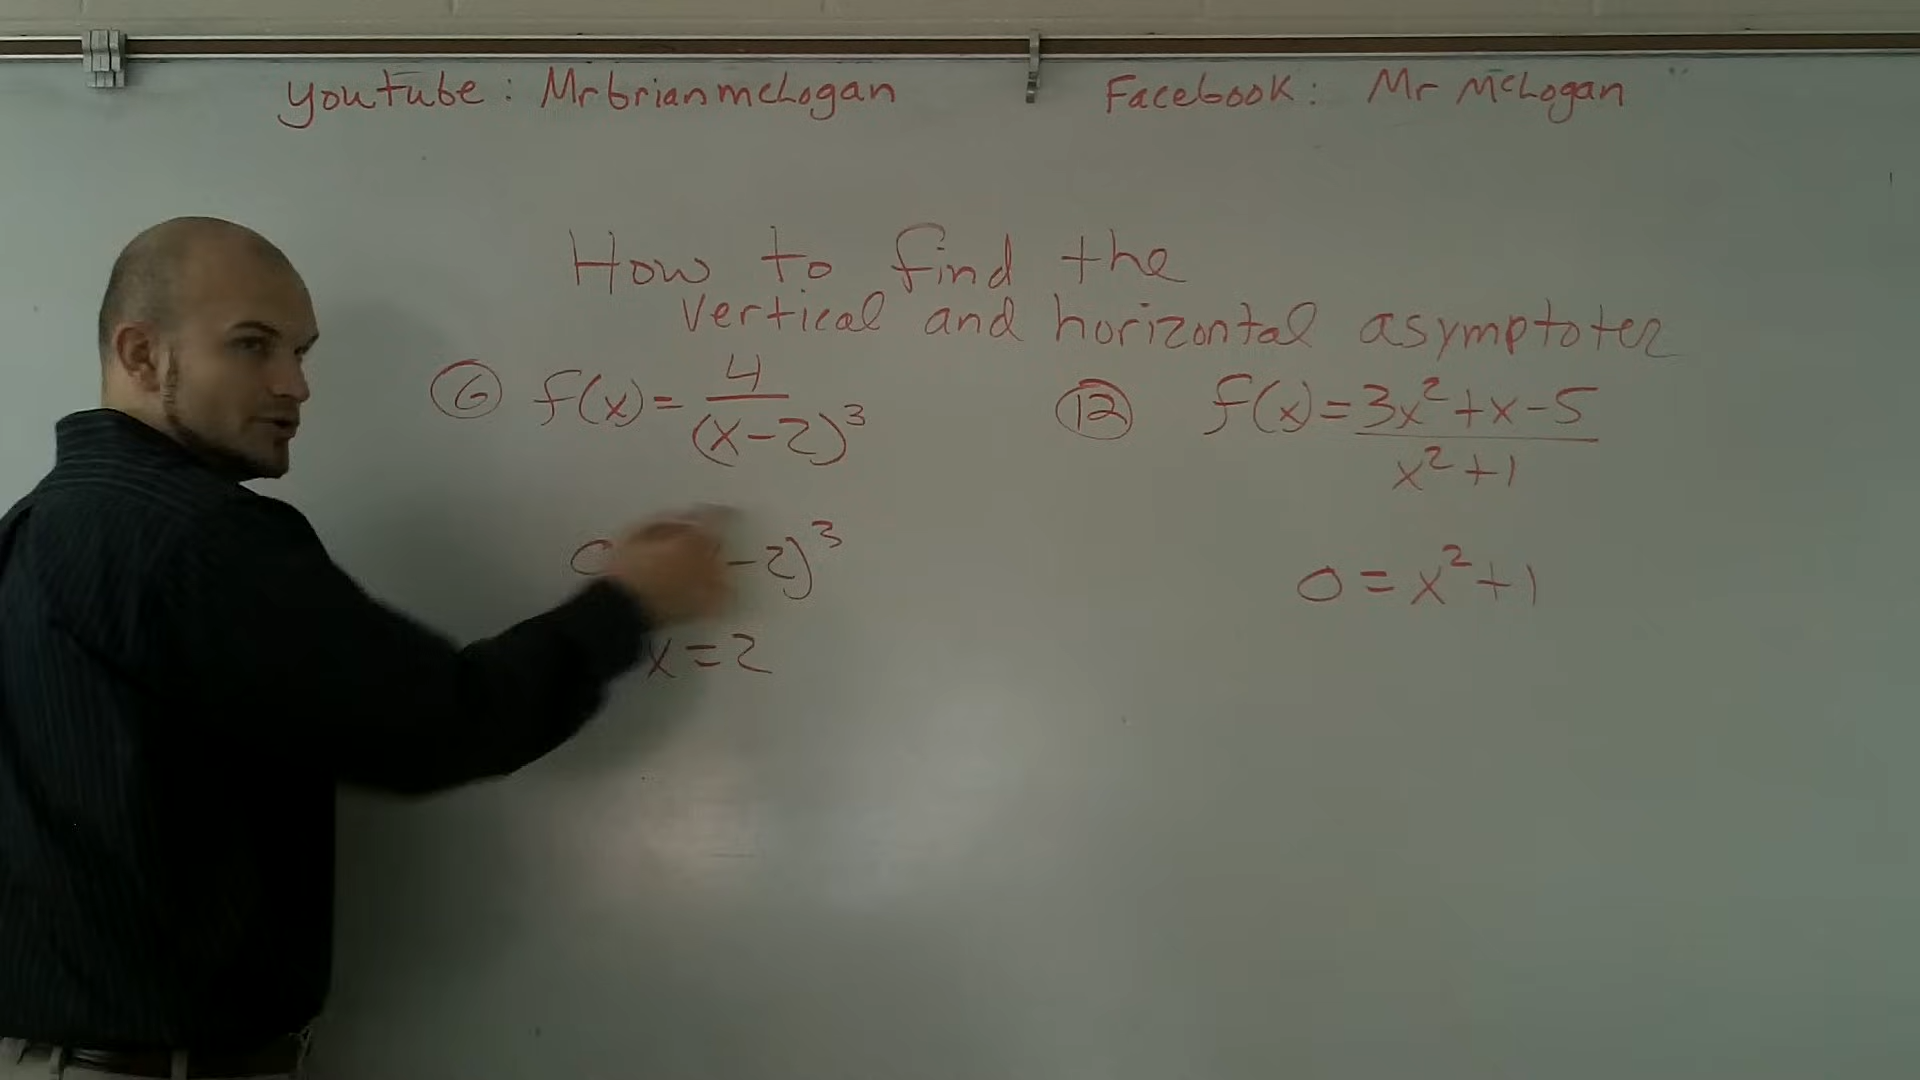 youtube: Mrbrianmclogan
Facebook: Mr McLogan
How to find the
vertical and horizontal asymptotes
6 f(x)=4/(x-2)^3
-2)^3
x=2
12 f(x)=3x²+x-5/x²+1
0=x²+1